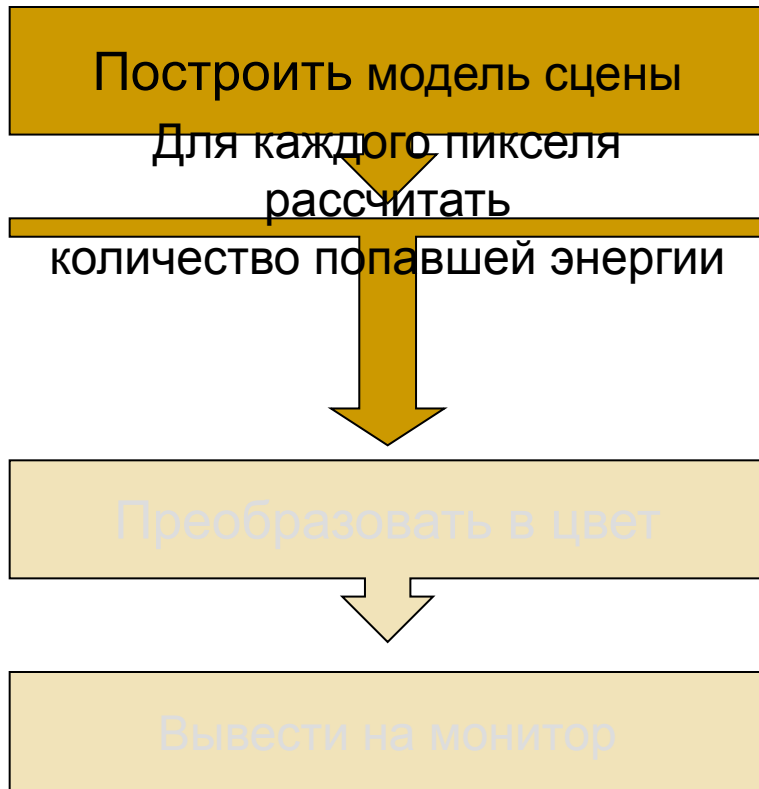 Построить модель сцены
Для каждого пикселя
рассчитать
количество попавшей энергии
Преобразовать в цвет
Вывести на монитор